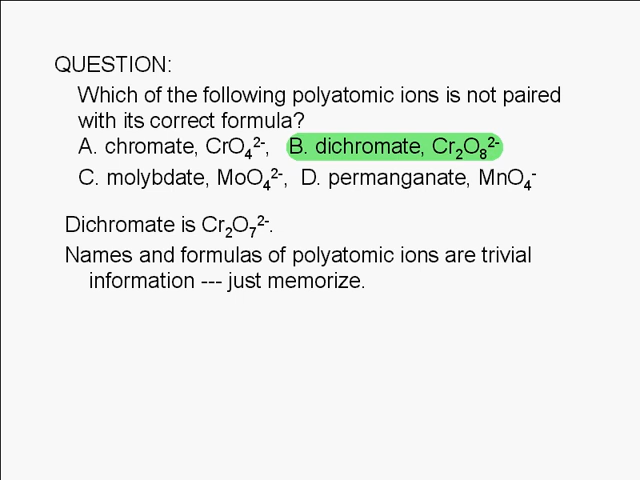 QUESTION:
Which of the following polyatomic ions is not paired
with its correct formula?
A. chromate, CrO₄²⁻, B. dichromate, Cr₂O₈²⁻
C. molybdate, MoO₄²⁻, D. permanganate, MnO₄⁻
Dichromate is Cr₂O₇²⁻.
Names and formulas of polyatomic ions are trivial
information --- just memorize.